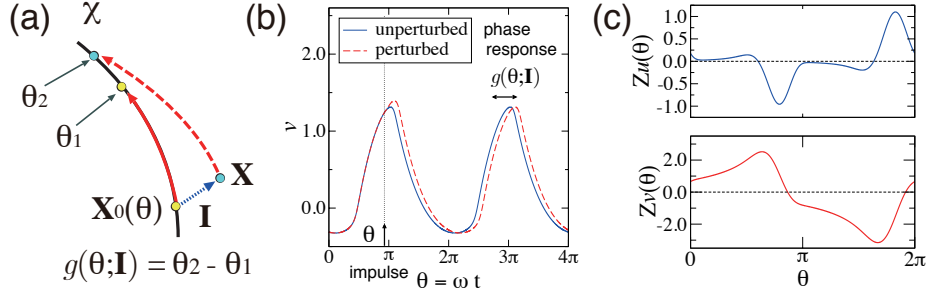 (a)
χ
θ2
θ1
X
X0(θ)
I
g(θ;I) = θ2 - θ1
(b)
unperturbed
perturbed
phase
response
g(θ;I)
2.0
1.0
0.0
v
θ
impulse
0
π
2π
3π
4π
θ = ω t
(c)
1.0
0.5
0.0
-0.5
-1.0
Zu(θ)
θ
2.0
0
-2.0
Zv(θ)
0
π
2π
θ